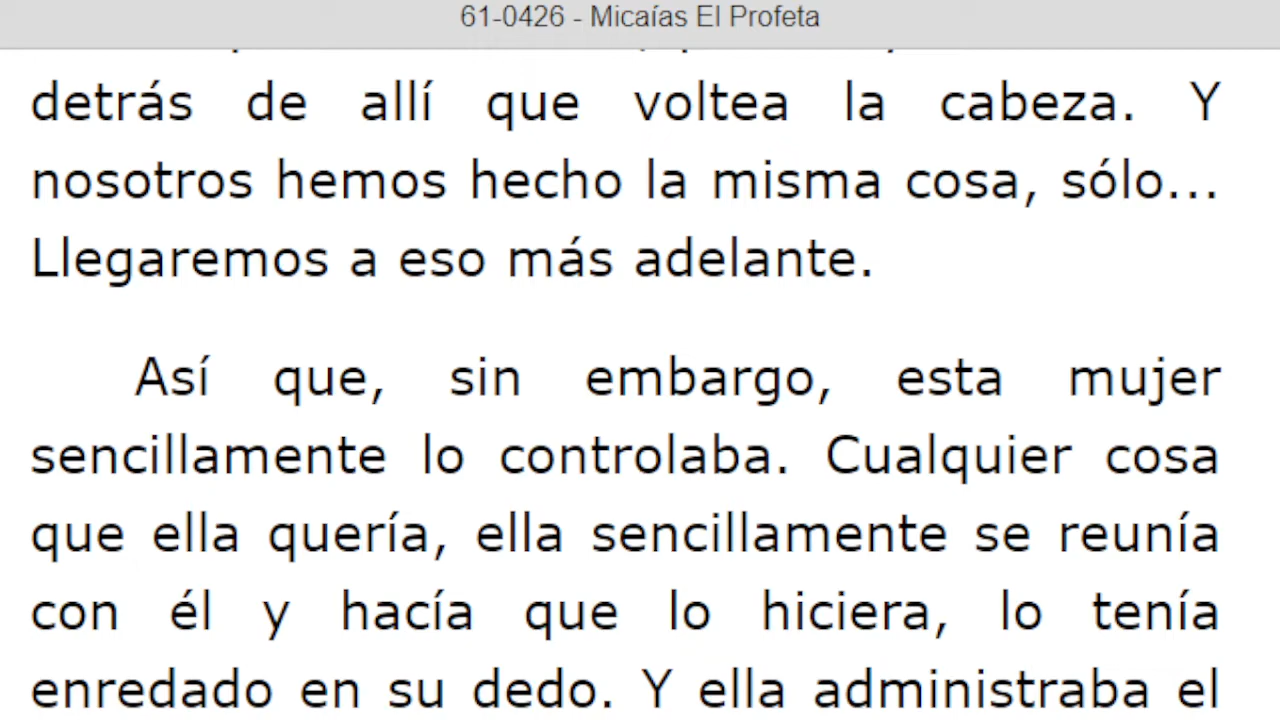 61-0426 - Micaías El Profeta
detrás de allí que voltea la cabeza. Y
nosotros hemos hecho la misma cosa, sólo...
Llegaremos a eso más adelante.
Así que, sin embargo, esta mujer
sencillamente lo controlaba. Cualquier cosa
que ella quería, ella sencillamente se reunía
con él y hacía que lo hiciera, lo tenía
enredado en su dedo. Y ella administraba el